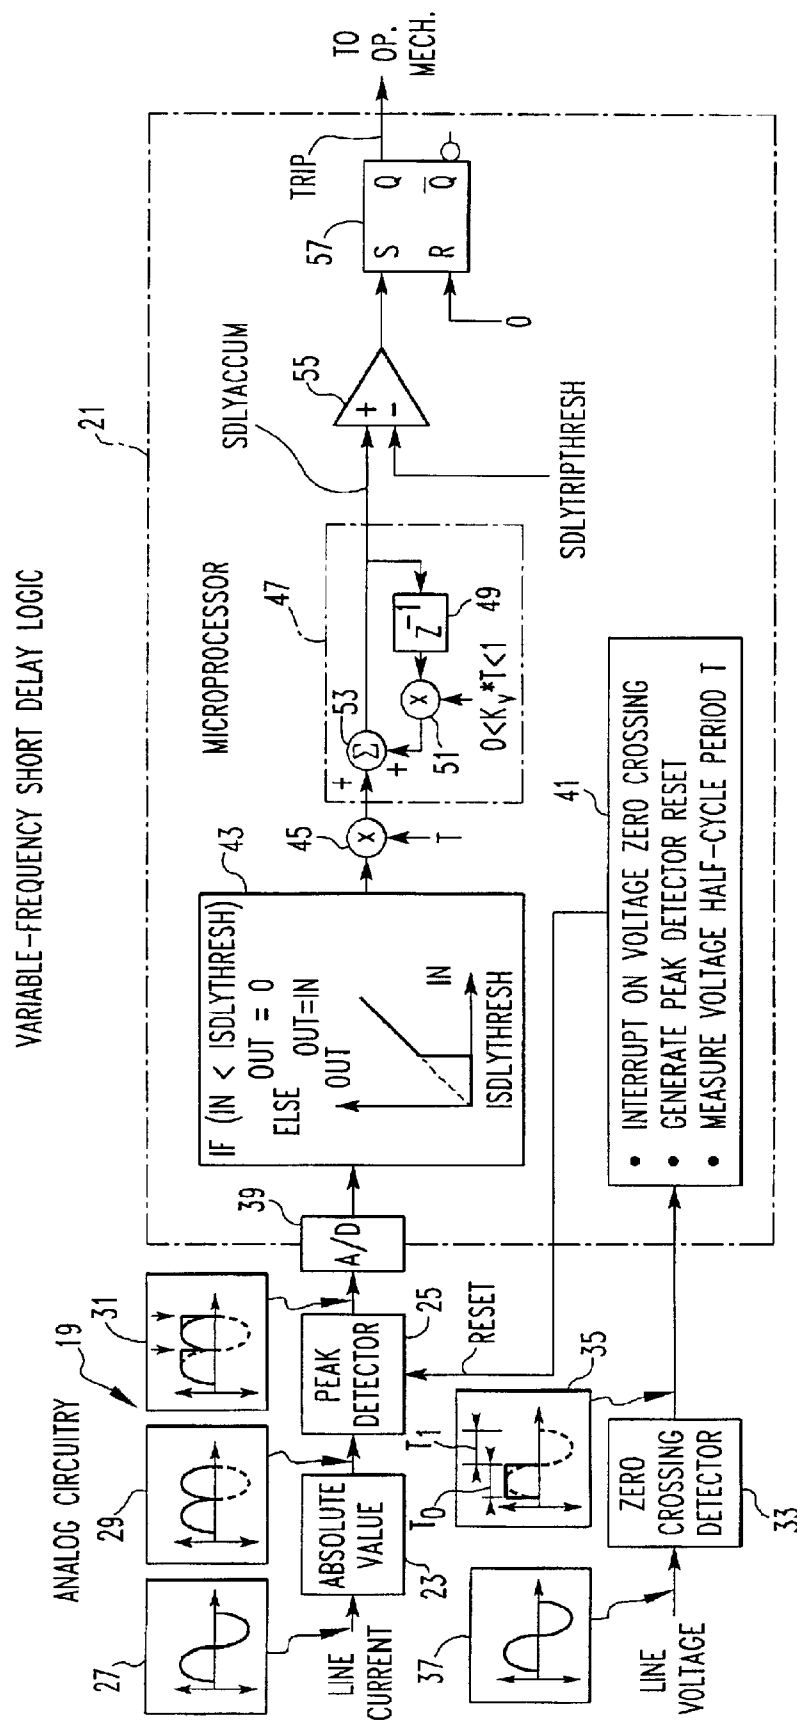 VARIABLE-FREQUENCY SHORT DELAY LOGIC
ANALOG CIRCUITRY
19
21
MICROPROCESSOR
27
29
31
LINE
CURRENT
ABSOLUTE
VALUE
23
PEAK
DETECTOR
25
RESET
A/D
39
IF (IN < ISDLYTHRESH)
OUT = 0
ELSE
OUT=IN
OUT
IN
ISDLYTHRESH
43
X
45
T
47
+
Σ
53
+
Z-1
49
X
51
0<KV*T<1
SDLYACCUM
+
-
55
SDLYTRIPTHRESH
57
S
Q
R
Q
0
TRIP
TO
OP.
MECH.
37
LINE
VOLTAGE
ZERO
CROSSING
DETECTOR
33
T0
T1
35
41
• INTERRUPT ON VOLTAGE ZERO CROSSING
• GENERATE PEAK DETECTOR RESET
• MEASURE VOLTAGE HALF-CYCLE PERIOD T